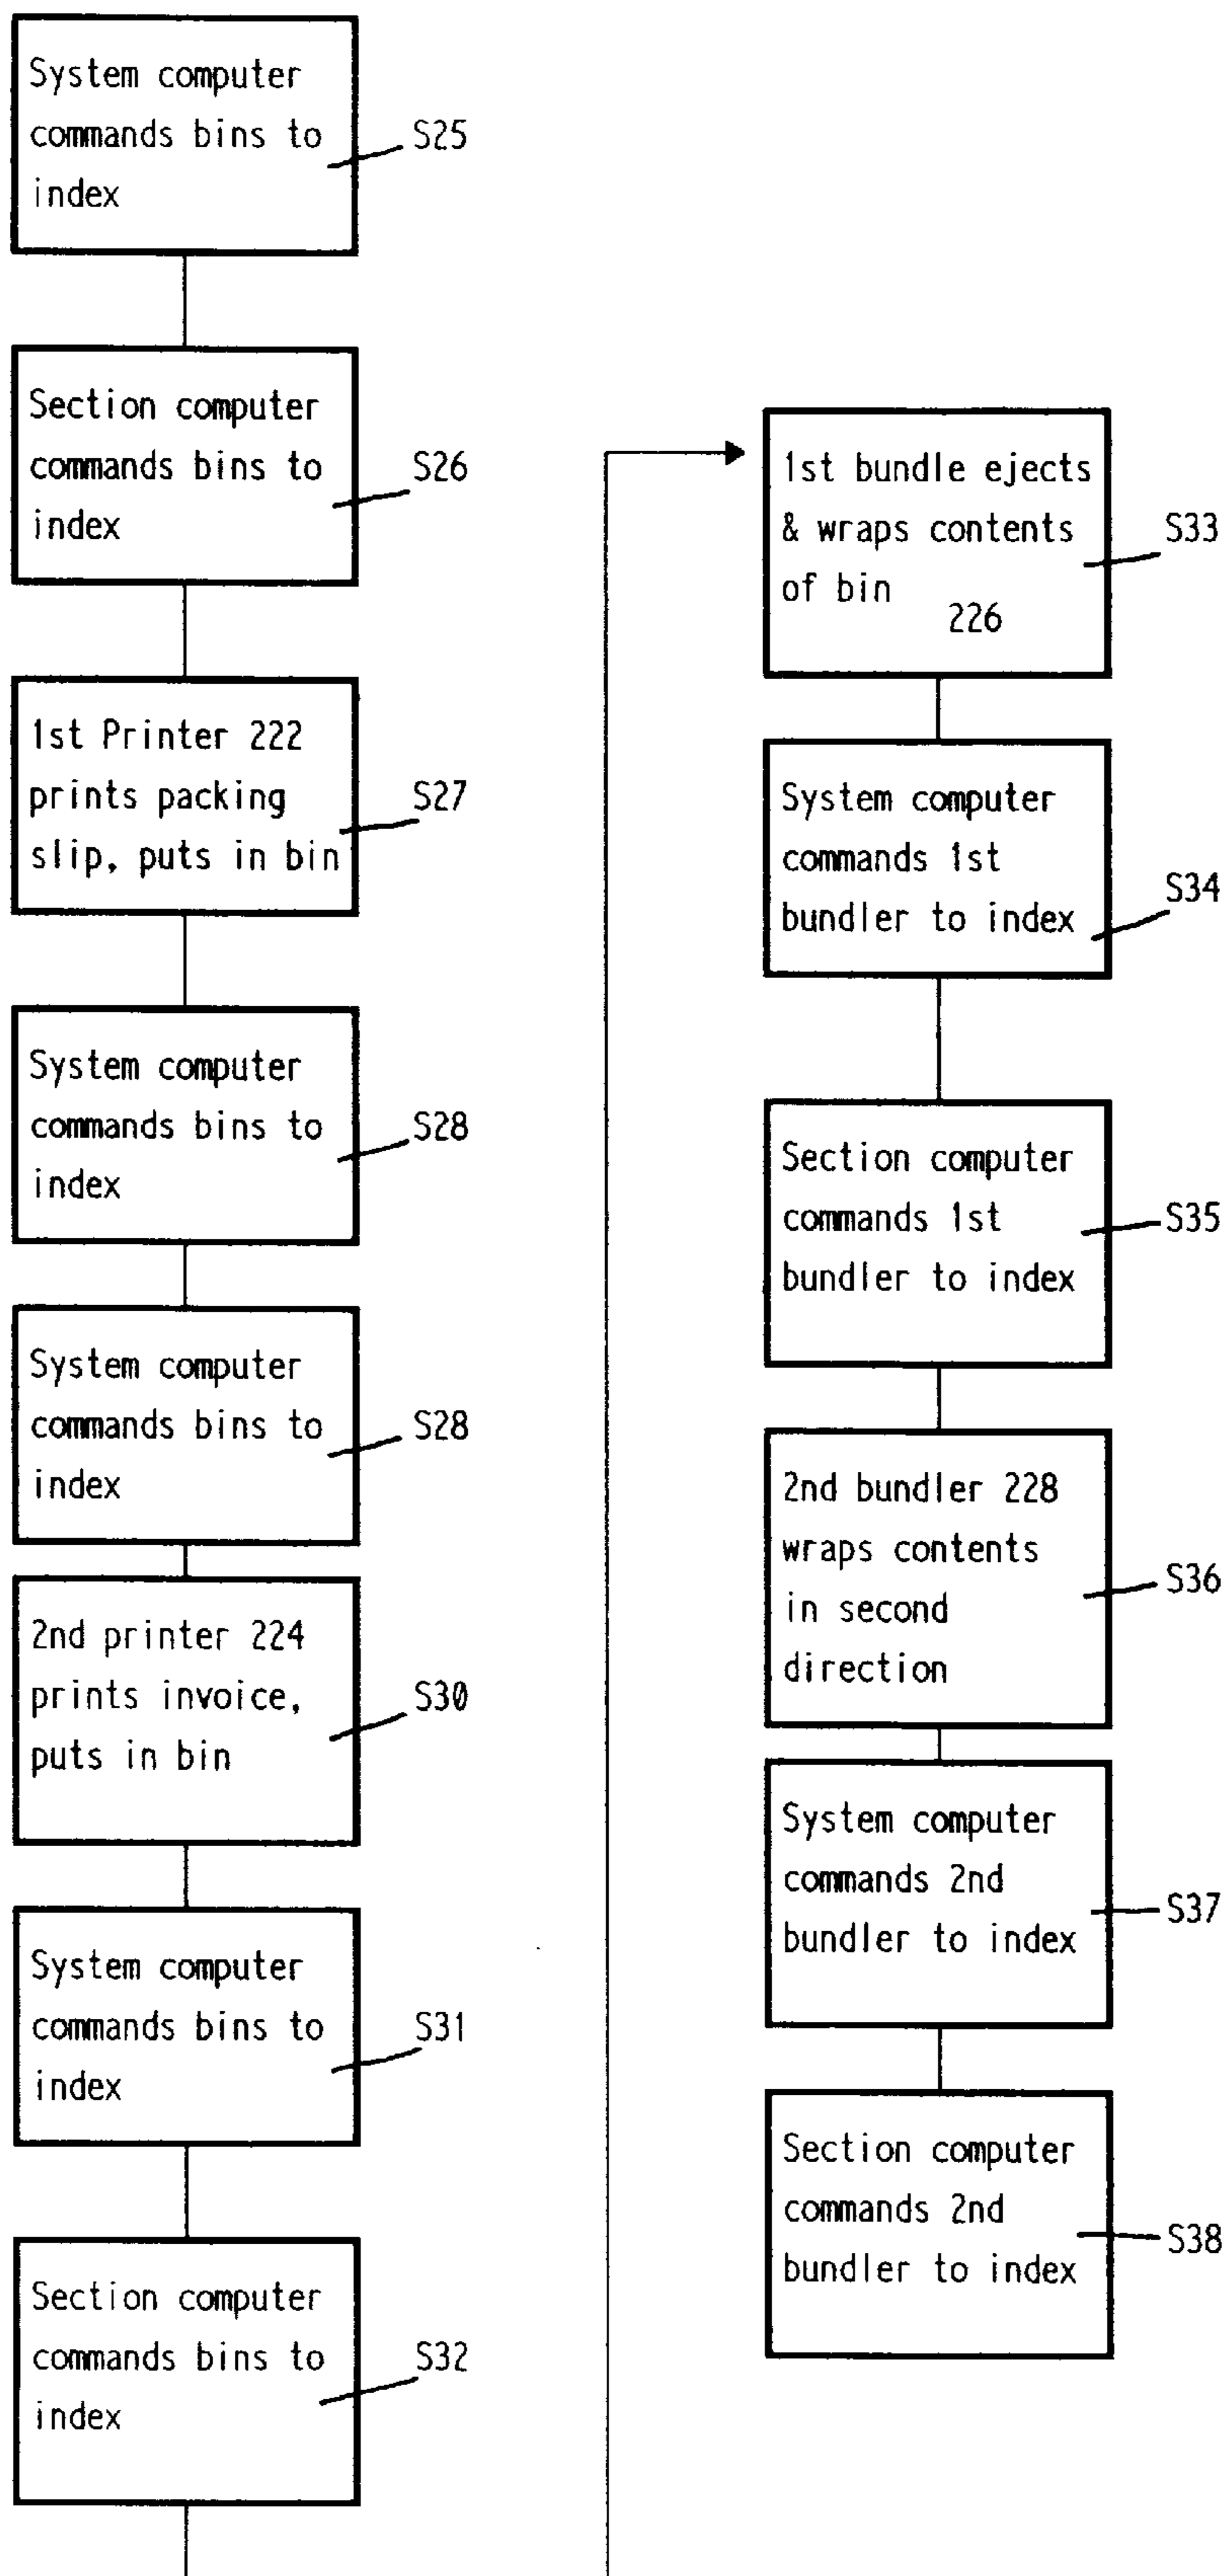 System computer
commands bins to
index
S25
Section computer
commands bins to
index
S26
1st Printer 222
prints packing
slip, puts in bin
S27
System computer
commands bins to
index
S28
System computer
commands bins to
index
S28
2nd printer 224
prints invoice,
puts in bin
S30
System computer
commands bins to
index
S31
Section computer
commands bins to
index
S32
1st bundle ejects
& wraps contents
of bin
226
S33
System computer
commands 1st
bundler to index
S34
Section computer
commands 1st
bundler to index
S35
2nd bundler 228
wraps contents
in second
direction
S36
System computer
commands 2nd
bundler to index
S37
Section computer
commands 2nd
bundler to index
S38